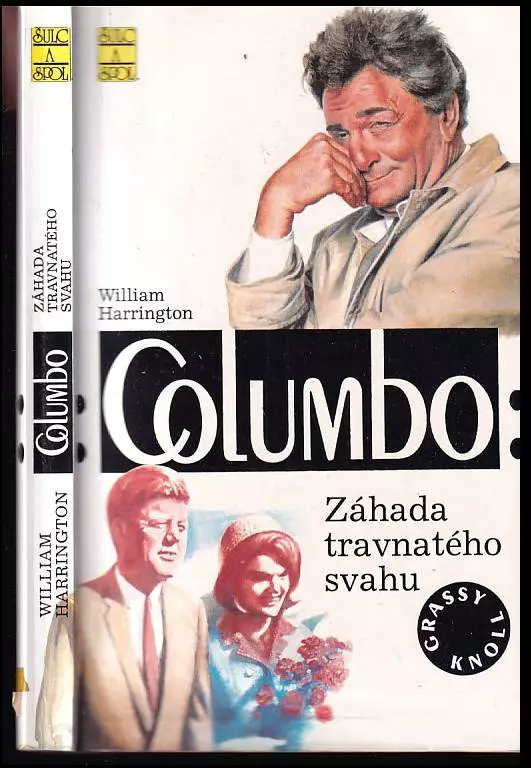 ŠULC
A
SPOL
ZÁHADA
TRAVNATÉHO
SVAHU
COLUMBO
WILLIAM
HARRINGTON
ŠULC
A
SPOL
William
Harrington
COLUMBO:
Záhada
travnatého
svahu
GRASSY
KNOLL